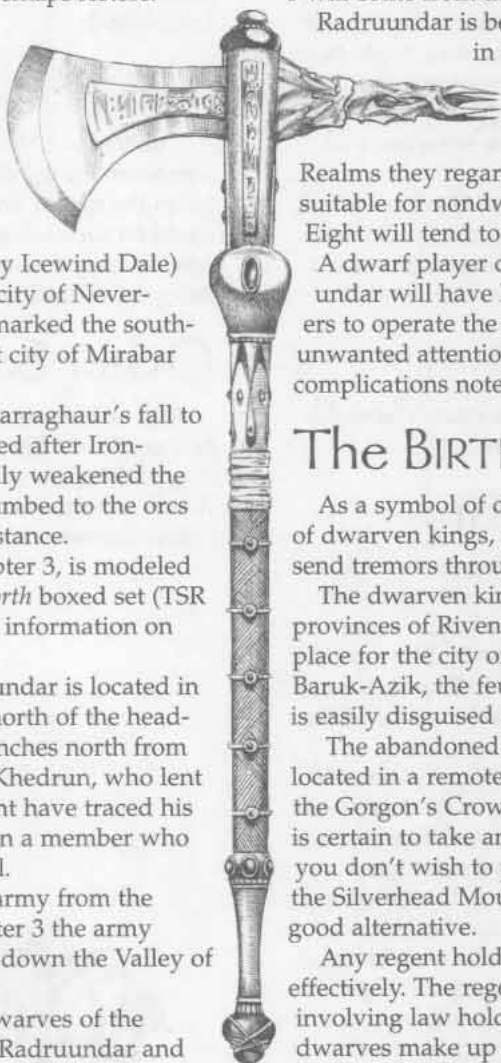 y Icewind Dale)
city of Never-
marked the south-
t city of Mirabar
arraghaur's fall to
ed after Iron-
lly weakened the
umbed to the orcs
stance.
pter 3, is modeled
orth boxed set (TSR
information on
undar is located in
north of the head-
nches north from
Khedrun, who lent
nt have traced his
n a member who
l.
army from the
ter 3 the army
down the Valley of
warves of the
Radruundar and
Radruundar is be
in
Realms they regar
suitable for nondw
Eight will tend to
A dwarf player c
undar will have
ers to operate the
unwanted attentio
complications note
The BIRT
As a symbol of d
of dwarven kings,
send tremors throu
The dwarven kin
provinces of Riven
place for the city o
Baruk-Azik, the feu
is easily disguised
The abandoned
located in a remote
the Gorgon's Crow
is certain to take an
you don't wish to
the Silverhead Mou
good alternative.
Any regent hold
effectively. The rege
involving law hold
dwarves make up